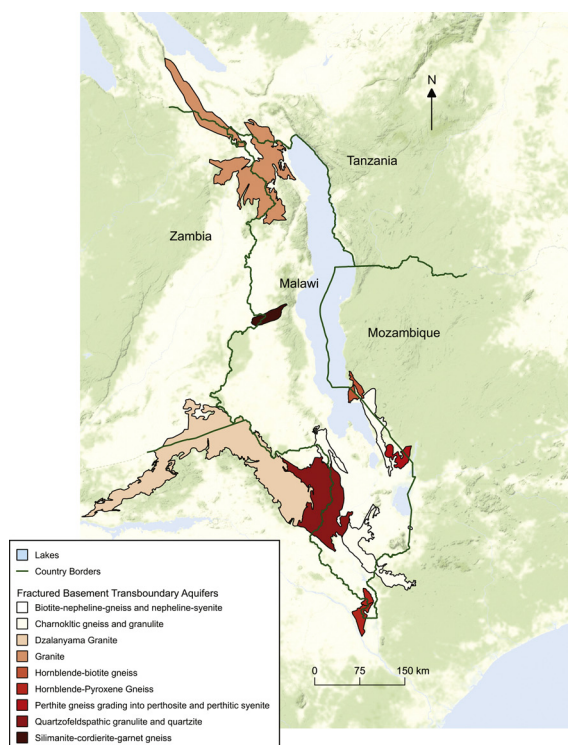 N
Tanzania
Zambia
Malawi
Mozambique
Lakes
Country Borders
Fractured Basement Transboundary Aquifers
Biotite-nepheline-gneiss and nepheline-syenite
Charnokltic gneiss and granulite
Dzalanyama Granite
Granite
Hornblende-biotite gneiss
Hornblende-Pyroxene Gneiss
Perthite gneiss grading into perthosite and perthitic syenite
Quartzofeldspathic granulite and quartzite
Silimanite-cordierite-garnet gneiss
0 75 150 km